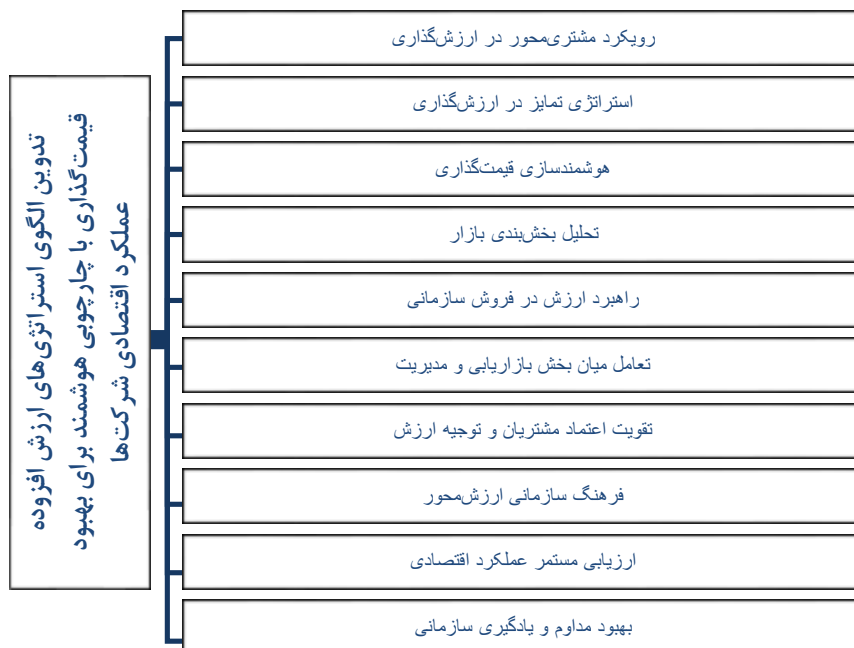 تدوین الگوی استراتژی‌های ارزش افزوده
قیمت‌گذاری با چارچوبی هوشمند برای بهبود
عملکرد اقتصادی شرکت‌ها
رویکرد مشتری‌محور در ارزش‌گذاری
استراتژی تمایز در ارزش‌گذاری
هوشمندسازی قیمت‌گذاری
تحلیل بخش‌بندی بازار
راهبرد ارزش در فروش سازمانی
تعامل میان بخش بازاریابی و مدیریت
تقویت اعتماد مشتریان و توجیه ارزش
فرهنگ سازمانی ارزش‌محور
ارزیابی مستمر عملکرد اقتصادی
بهبود مداوم و یادگیری سازمانی